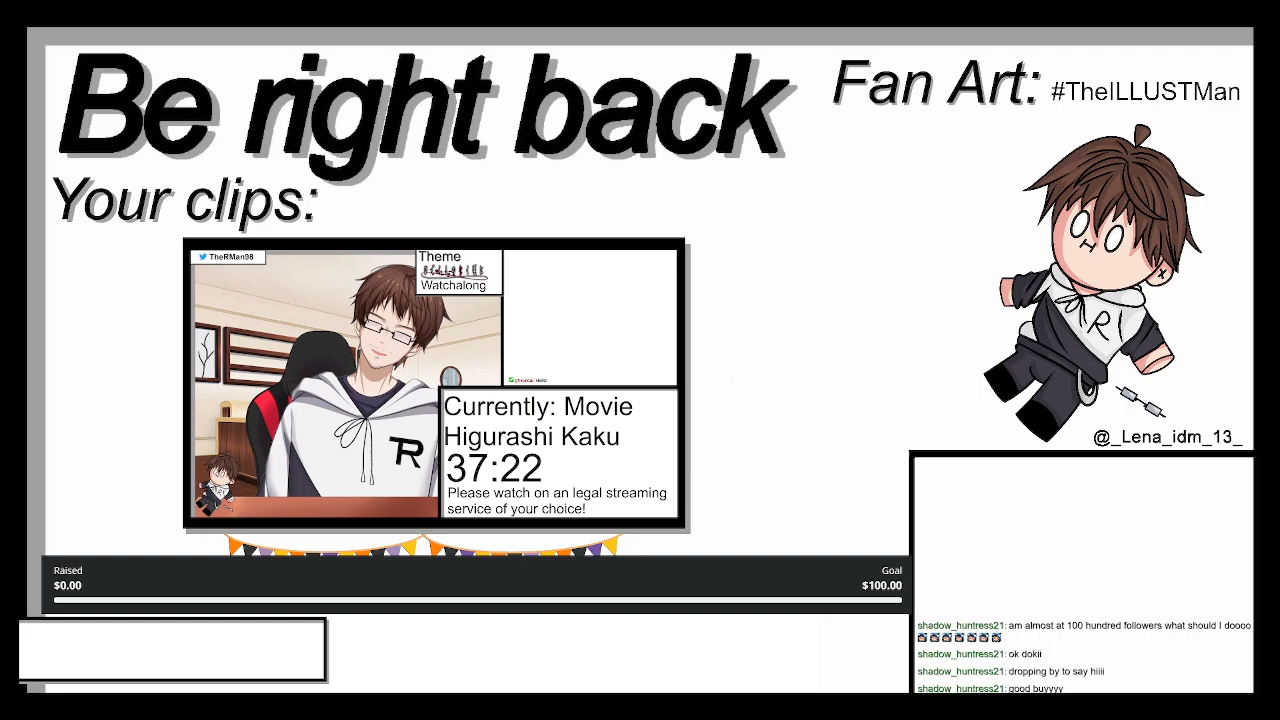 Be right back
Fan Art: #TheILLUSTMan
Your clips:
TheRMan98
Theme
Watchalong
Hello!
Currently: Movie
Higurashi Kaku
37:22
Please watch on an legal streaming
service of your choice!
R
@_Lena_idm_13_
Raised
Goal
$0.00
$100.00
shadow_huntress21: am almost at 100 hundred followers what should I doooo
shadow_huntress21: ok dokii
shadow_huntress21: dropping by to say hiiii
shadow_huntress21: good buyyyy